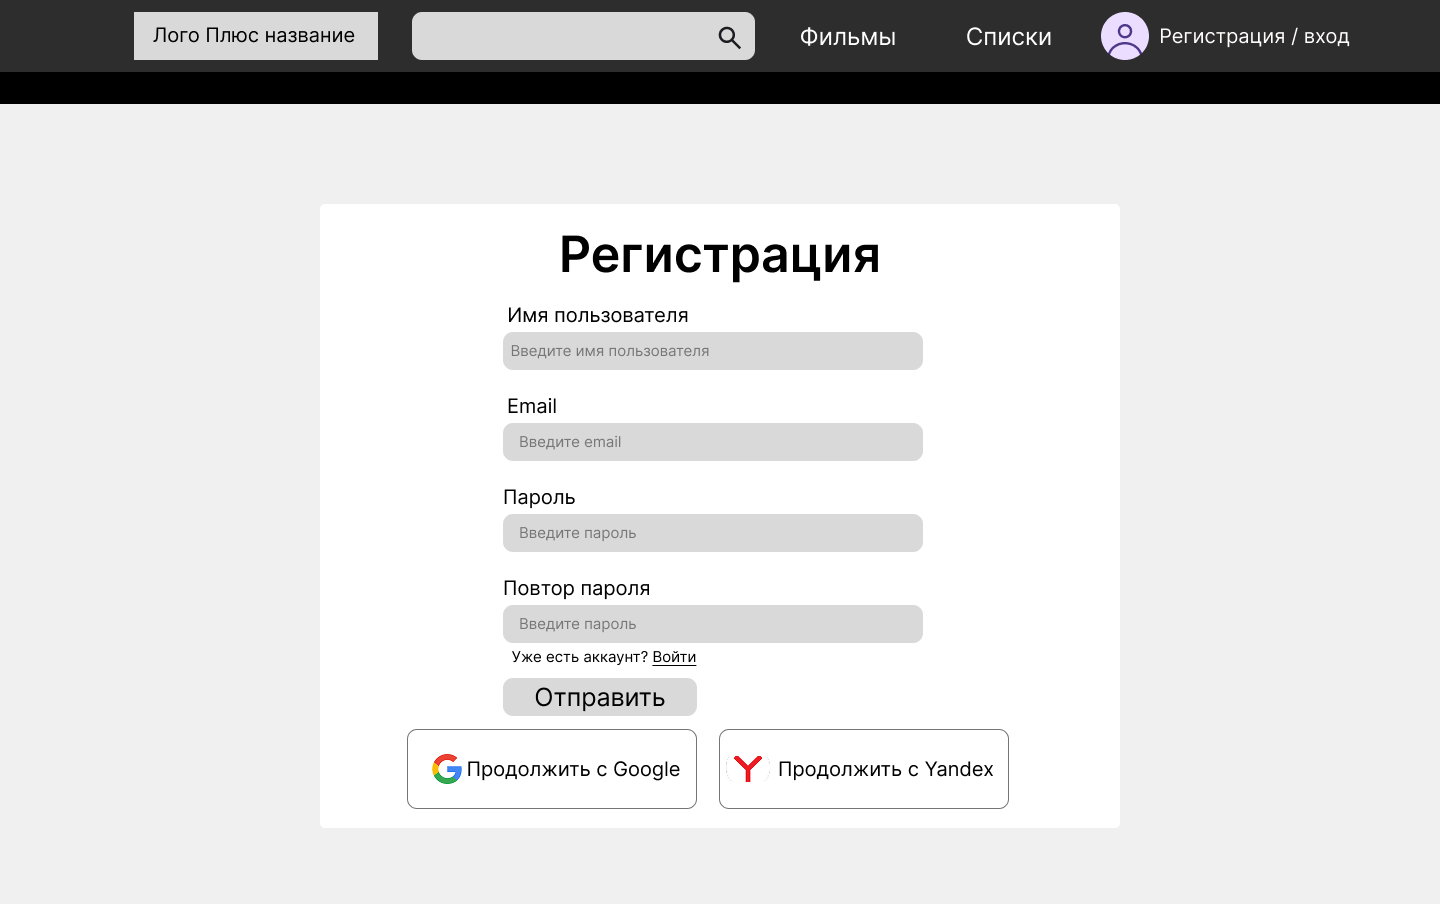 Лого Плюс название
Фильмы
Списки
Регистрация / вход
Регистрация
Имя пользователя
Введите имя пользователя
Email
Введите email
Пароль
Введите пароль
Повтор пароля
Введите пароль
Уже есть аккаунт? Войти
Отправить
Продолжить с Google
Продолжить с Yandex